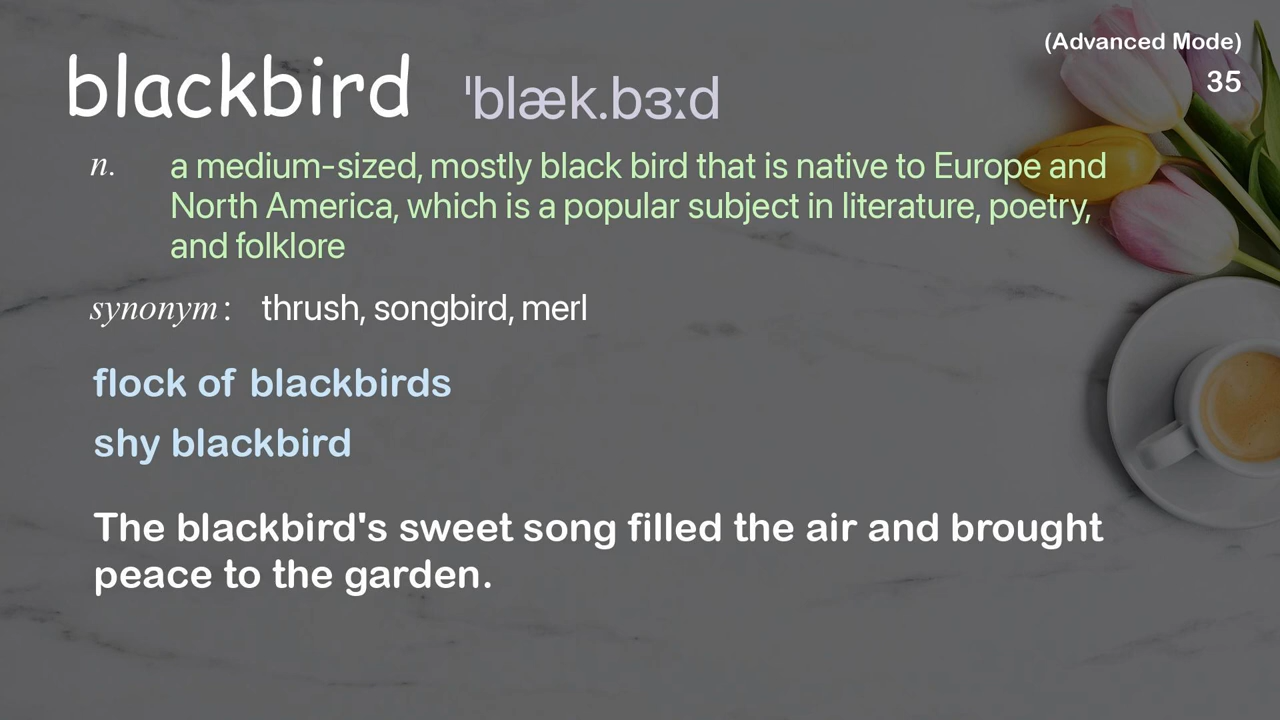 (Advanced Mode)
35
blackbird ˈblæk.bɜːd
n. a medium-sized, mostly black bird that is native to Europe and
North America, which is a popular subject in literature, poetry,
and folklore
synonym: thrush, songbird, merl
flock of blackbirds
shy blackbird
The blackbird's sweet song filled the air and brought
peace to the garden.